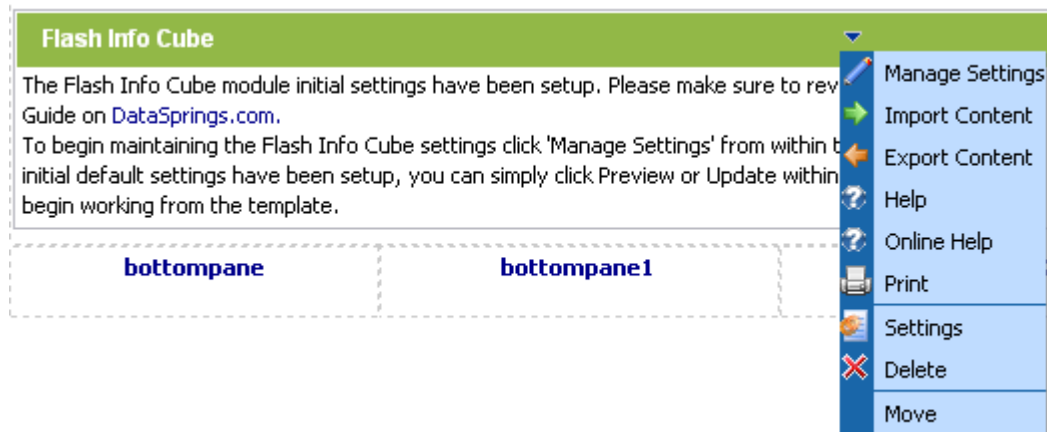 Flash Info Cube
The Flash Info Cube module initial settings have been setup. Please make sure to rev
Guide on DataSprings.com.
To begin maintaining the Flash Info Cube settings click 'Manage Settings' from within t
initial default settings have been setup, you can simply click Preview or Update within
begin working from the template.
bottompane
bottompane1
Manage Settings
Import Content
Export Content
Help
Online Help
Print
Settings
Delete
Move